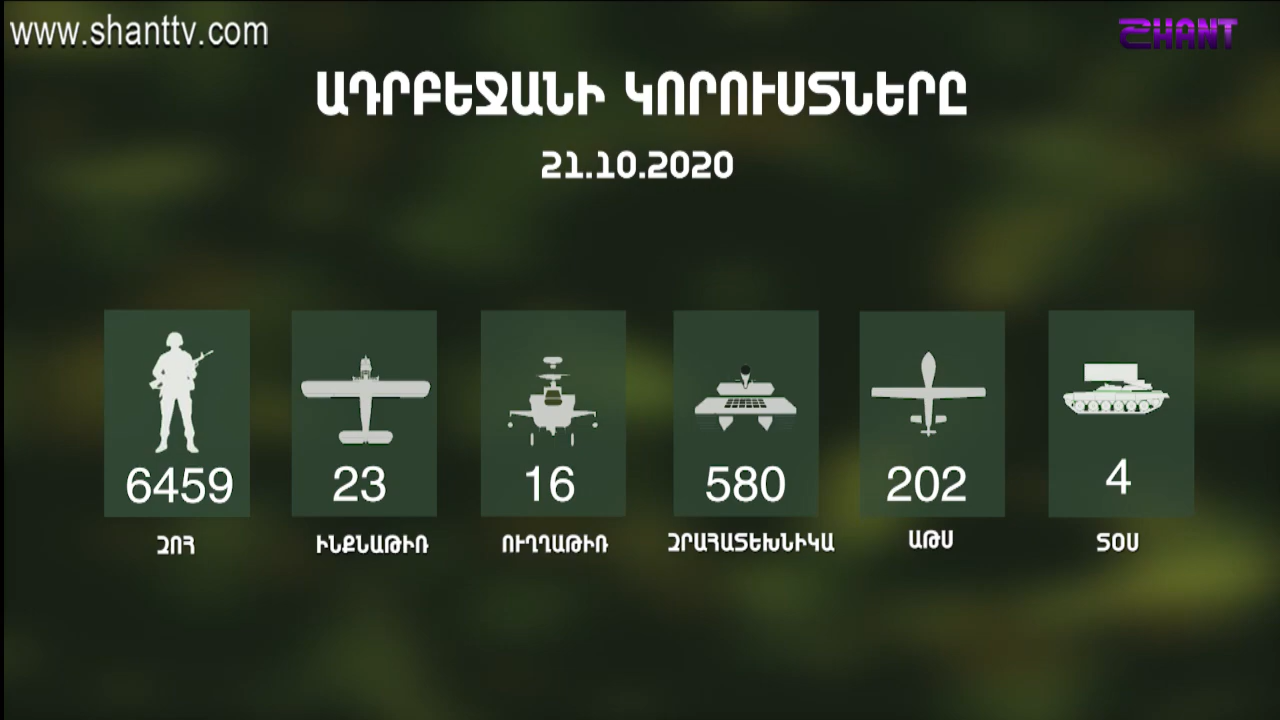 www.shanttv.com
SHANT
ԱԴՐԲԵՋԱՆԻ ԿՈՐՈՒՍՏՆԵՐԸ
21.10.2020
6459 23 16 580 202 4
ԶՈՀ ԻՆՔՆԱԹԻՌ ՈՒՂՂԱԹԻՌ ԶՐԱՀԱՏԵԽՆԻԿԱ ԱԹՍ ՏՕՍ